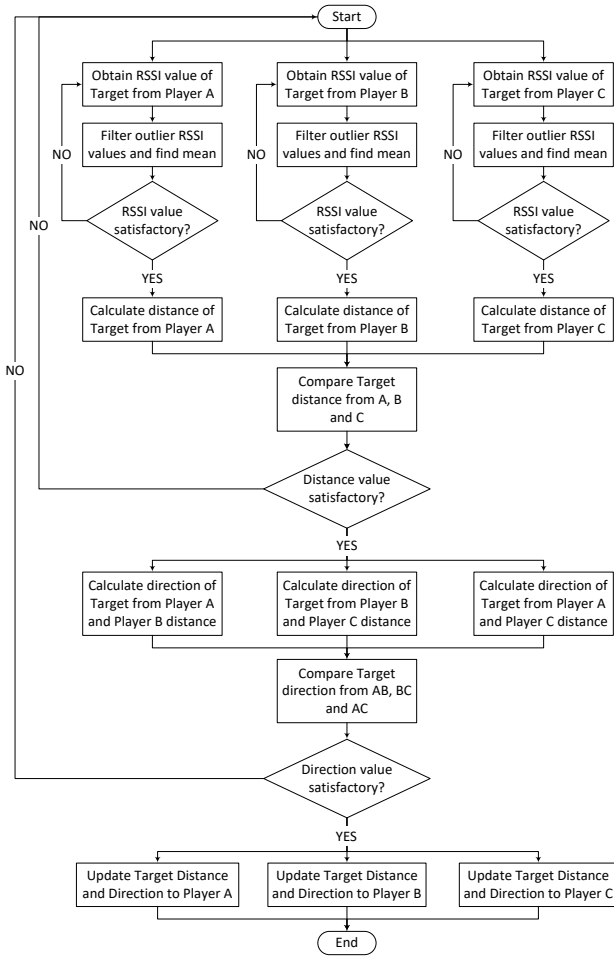 Start
Obtain RSSI value of
Target from Player A
Obtain RSSI value of
Target from Player B
Obtain RSSI value of
Target from Player C
Filter outlier RSSI
values and find mean
Filter outlier RSSI
values and find mean
Filter outlier RSSI
values and find mean
NO
NO
NO
RSSI value
satisfactory?
RSSI value
satisfactory?
RSSI value
satisfactory?
NO
YES
YES
YES
Calculate distance of
Target from Player A
Calculate distance of
Target from Player B
Calculate distance of
Target from Player C
NO
Compare Target
distance from A, B
and C
Distance value
satisfactory?
YES
Calculate direction of
Target from Player A
and Player B distance
Calculate direction of
Target from Player B
and Player C distance
Calculate direction of
Target from Player A
and Player C distance
Compare Target
direction from AB, BC
and AC
Direction value
satisfactory?
YES
Update Target Distance
and Direction to Player A
Update Target Distance
and Direction to Player B
Update Target Distance
and Direction to Player C
End